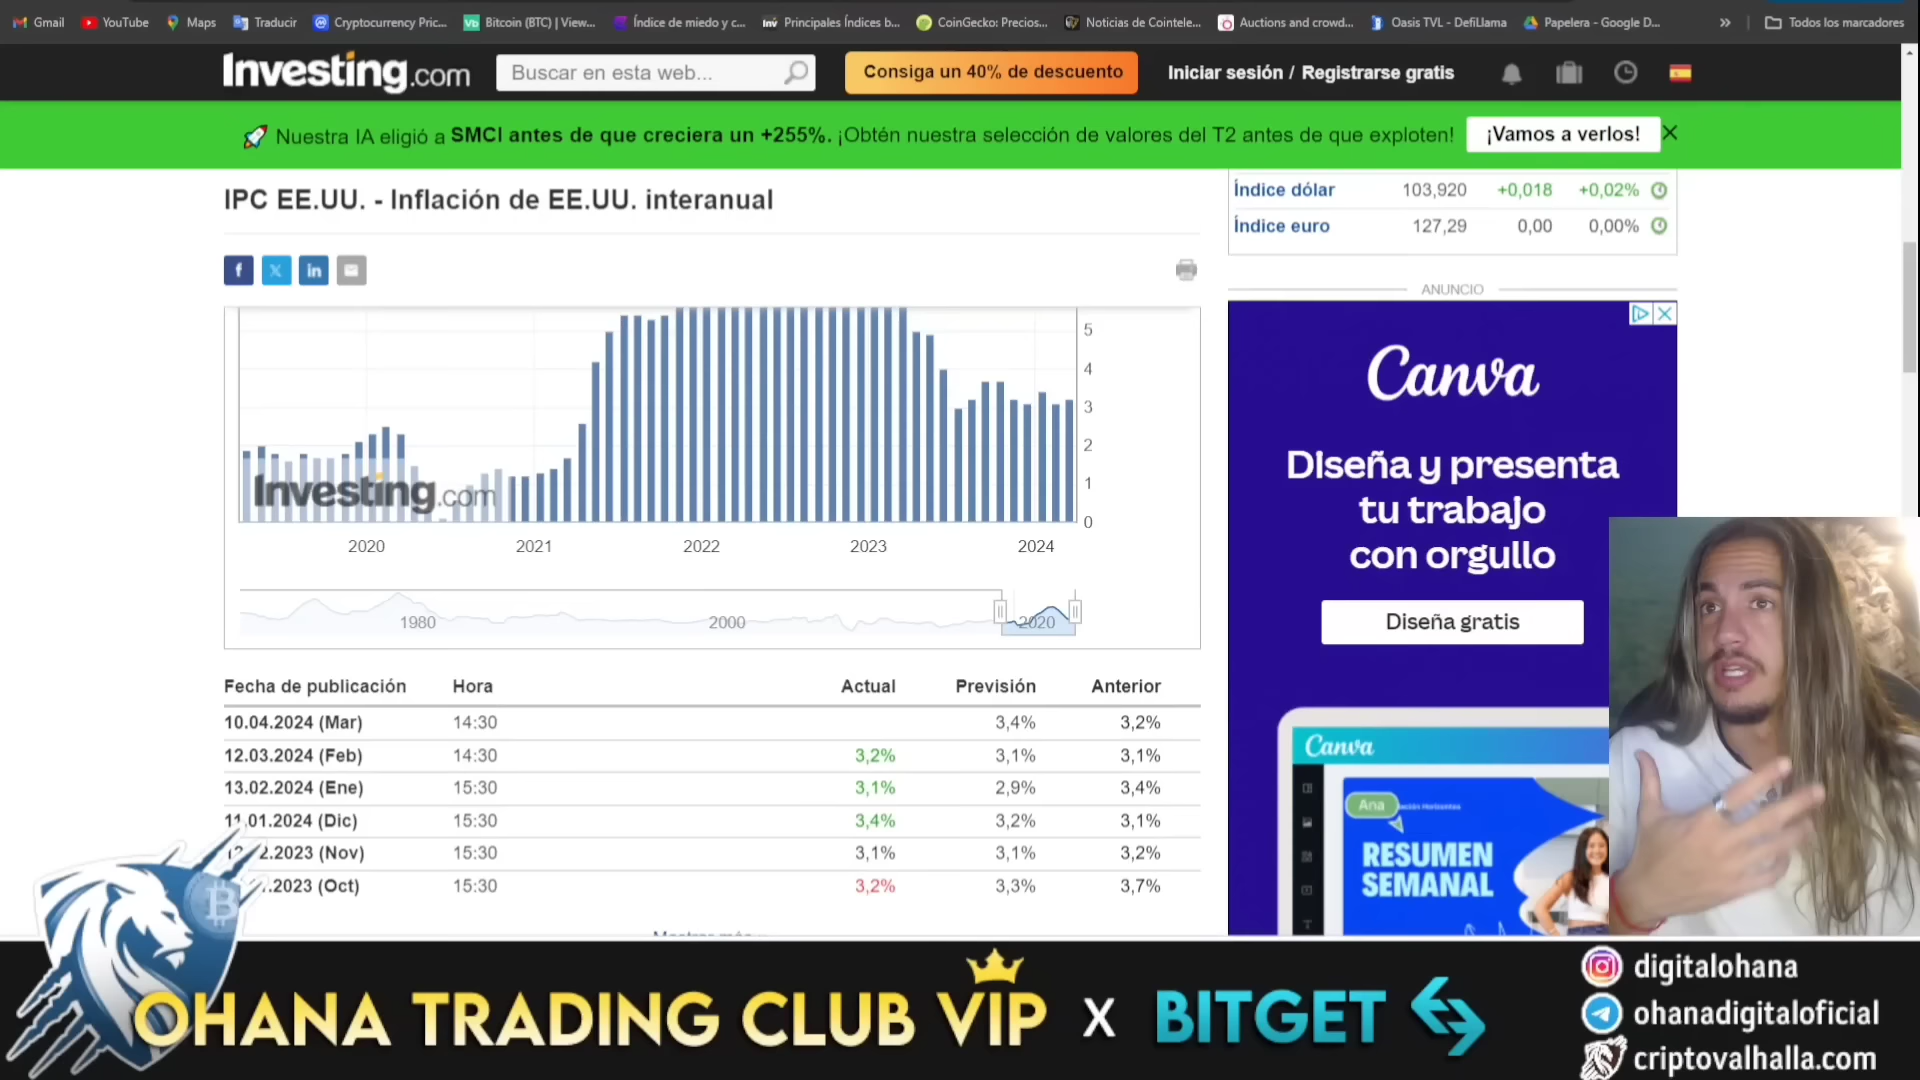 Gmail YouTube Maps Traducir Cryptocurrency Pric... Bitcoin (BTC) | View... Índice de miedo y c... Principales Índices b... CoinGecko: Precios... Noticias de Cointele... Auctions and crowd... Oasis TVL - DefiLlama Papelera - Google D... » Todos los marcadores
Investing.com Buscar en esta web... Consiga un 40% de descuento Iniciar sesión / Registrarse gratis
Nuestra IA eligió a SMCI antes de que creciera un +255%. ¡Obtén nuestra selección de valores del T2 antes de que exploten! ¡Vamos a verlos!
IPC EE.UU. - Inflación de EE.UU. interanual
Índice dólar 103,920 +0,018 +0,02%
Índice euro 127,29 0,00 0,00%
ANUNCIO
5
4
3
2
1
0
Investing.com
2020 2021 2022 2023 2024
1980 2000 2020
Fecha de publicación Hora Actual Previsión Anterior
10.04.2024 (Mar) 14:30 3,4% 3,2%
12.03.2024 (Feb) 14:30 3,2% 3,1% 3,1%
13.02.2024 (Ene) 15:30 3,1% 2,9% 3,4%
11.01.2024 (Dic) 15:30 3,4% 3,2% 3,1%
2.2023 (Nov) 15:30 3,1% 3,1% 3,2%
.2023 (Oct) 15:30 3,2% 3,3% 3,7%
Canva
Diseña y presenta
tu trabajo
con orgullo
Diseña gratis
Canva
Ana
RESUMEN
SEMANAL
OHANA TRADING CLUB VIP X BITGET
digitalohana
ohanadigitaloficial
criptovalhalla.com